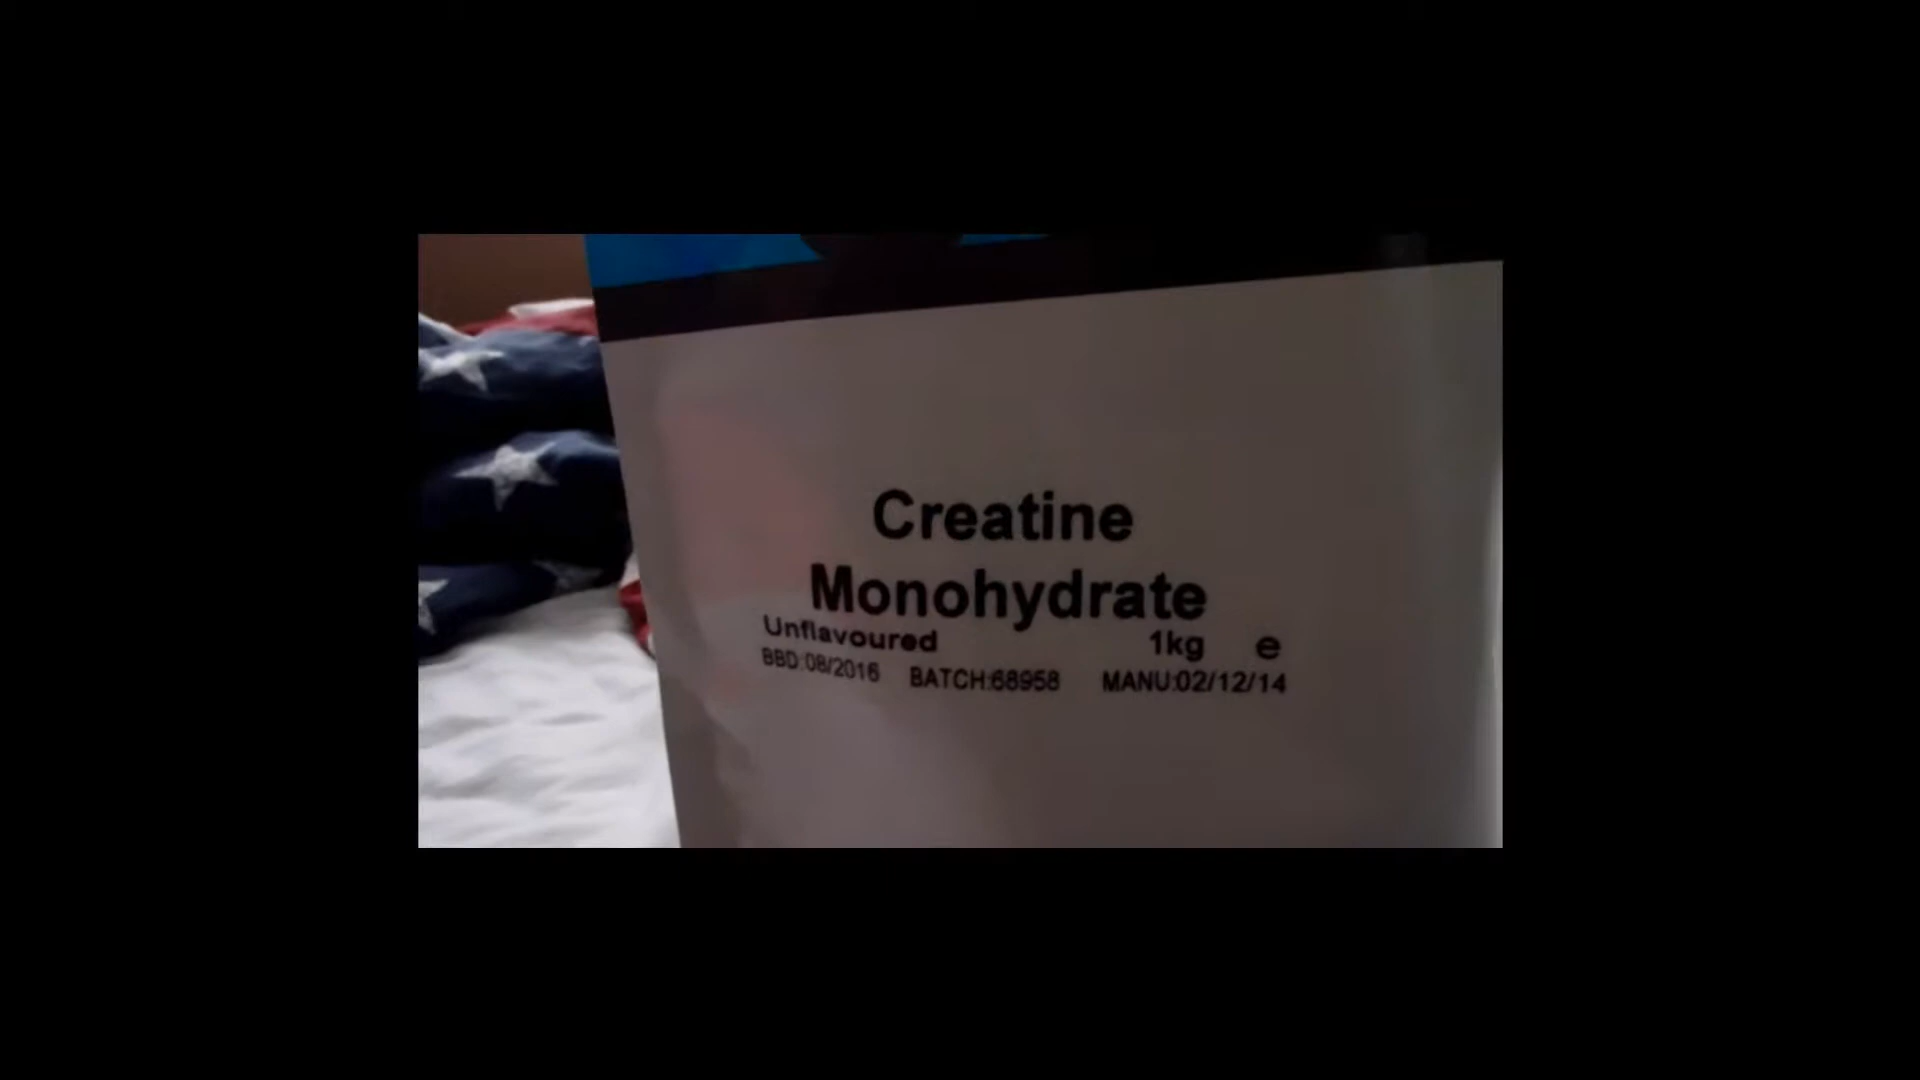 Creatine
Monohydrate
Unflavoured 1kg e
BBD:08/2016 BATCH:68958 MANU:02/12/14